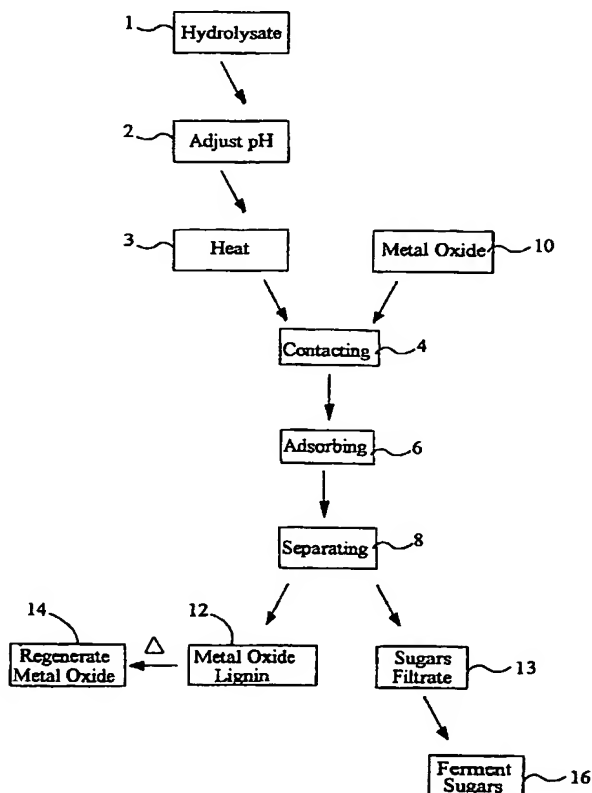 1
Hydrolysate
2
Adjust pH
3
Heat
Metal Oxide
10
Contacting
4
Adsorbing
6
Separating
8
14
12
Regenerate
Metal Oxide
△
Metal Oxide
Lignin
Sugars
Filtrate
13
Ferment
Sugars
16